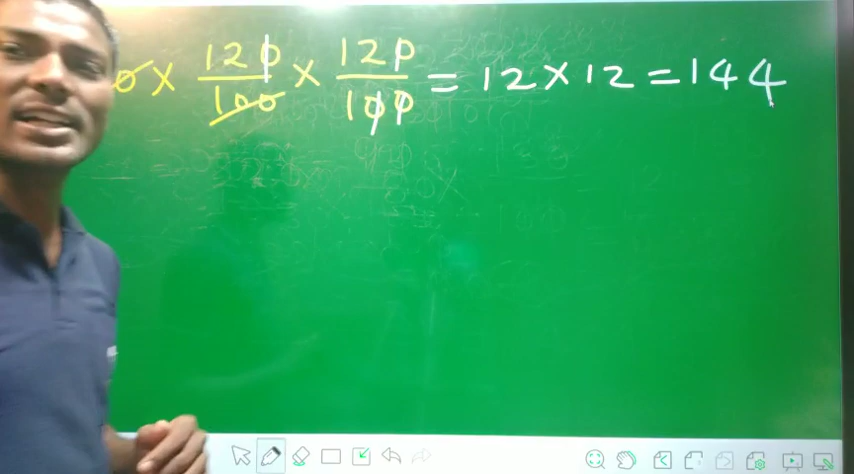 0 × 120/100 × 120/100 = 12 × 12 = 144